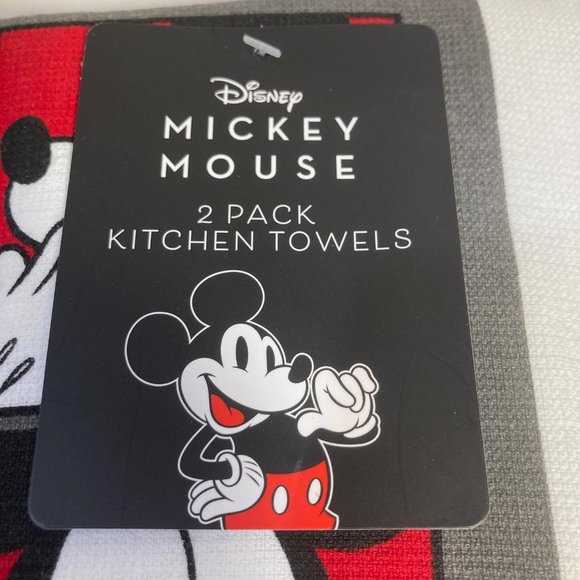 Disney
MICKEY
MOUSE
2 PACK
KITCHEN TOWELS